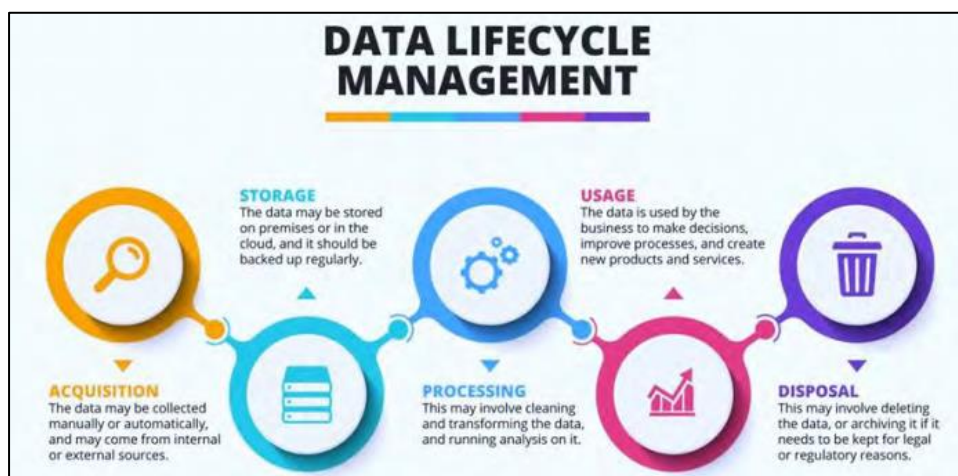 DATA LIFECYCLE
MANAGEMENT
STORAGE
The data may be stored
on premises or in the
cloud, and it should be
backed up regularly.
USAGE
The data is used by the
business to make decisions,
improve processes, and create
new products and services.
ACQUISITION
The data may be collected
manually or automatically,
and may come from internal
or external sources.
PROCESSING
This may involve cleaning
and transforming the data,
and running analysis on it.
DISPOSAL
This may involve deleting
the data, or archiving it if it
needs to be kept for legal
or regulatory reasons.